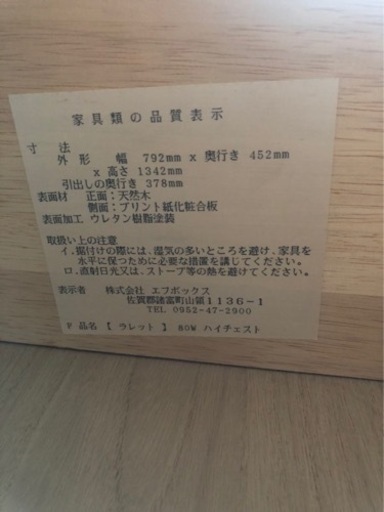 家具類の品質表示
寸法
外形 幅 792mm x 奥行き 452mm
x 高さ 1342mm
引出しの奥行き 378mm
表面材 正面:天然木
側面:プリント紙化粧合板
表面加工 ウレタン樹脂塗装
取扱い上の注意
イ.据付けの際には、湿気の多いところを避け、家具を
水平に保つために必要な措置を講じてください。
ロ.直射日光又は、ストーブ等の熱を避けてください。
表示者 株式会社 エフボックス
佐賀郡諸富町山領1136-1
TEL 0952-47-2900
P 品名【 ウレット 】 80W ハイチェスト